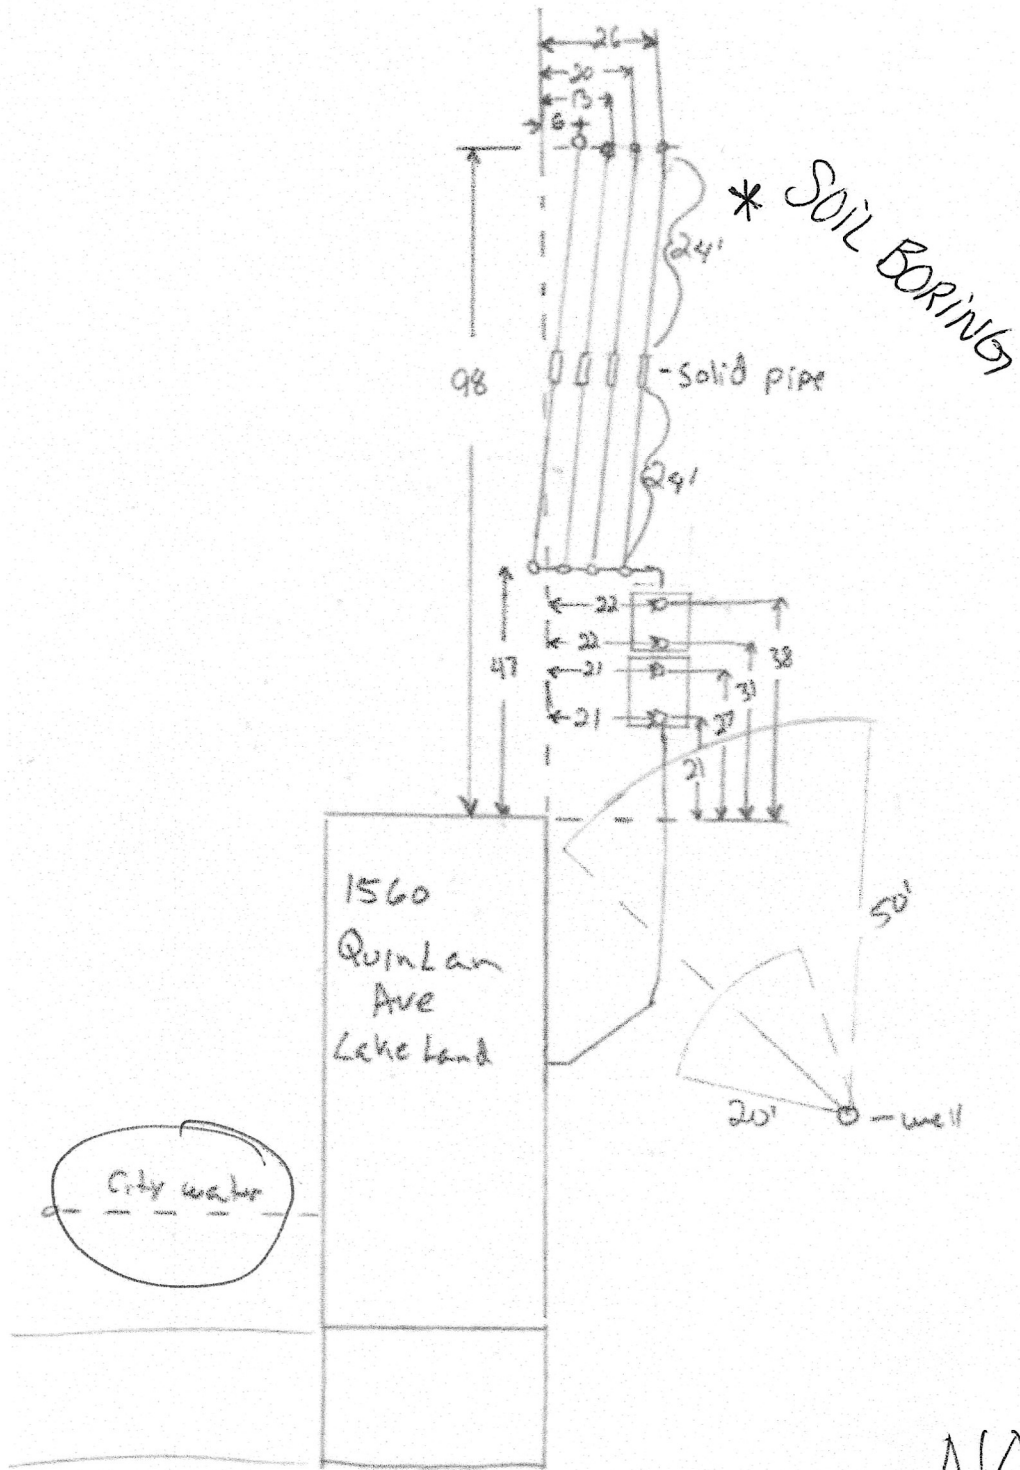 26
20
13
6
* SOIL BORING
24'
98
-solid pipe
24'
22
22
38
47
21
31
21
27
21
50'
1560
QuinLan
Ave
LakeLand
20'
-well
City water